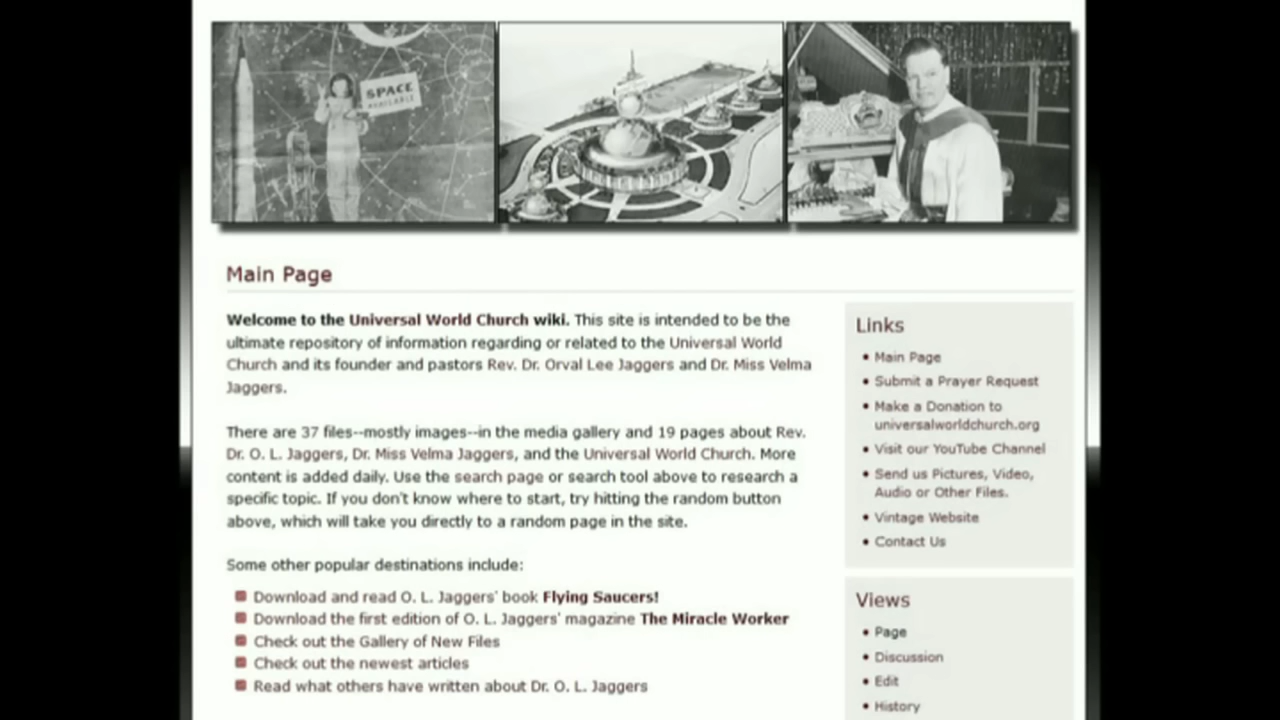 SPACE
AVAILABLE
Main Page
Welcome to the Universal World Church wiki. This site is intended to be the
ultimate repository of information regarding or related to the Universal World
Church and its founder and pastors Rev. Dr. Orval Lee Jaggers and Dr. Miss Velma
Jaggers.
There are 37 files--mostly images--in the media gallery and 19 pages about Rev.
Dr. O. L. Jaggers, Dr. Miss Velma Jaggers, and the Universal World Church. More
content is added daily. Use the search page or search tool above to research a
specific topic. If you don't know where to start, try hitting the random button
above, which will take you directly to a random page in the site.
Some other popular destinations include:
Download and read O. L. Jaggers' book Flying Saucers!
Download the first edition of O. L. Jaggers' magazine The Miracle Worker
Check out the Gallery of New Files
Check out the newest articles
Read what others have written about Dr. O. L. Jaggers
Links
Main Page
Submit a Prayer Request
Make a Donation to
universalworldchurch.org
Visit our YouTube Channel
Send us Pictures, Video,
Audio or Other Files.
Vintage Website
Contact Us
Views
Page
Discussion
Edit
History